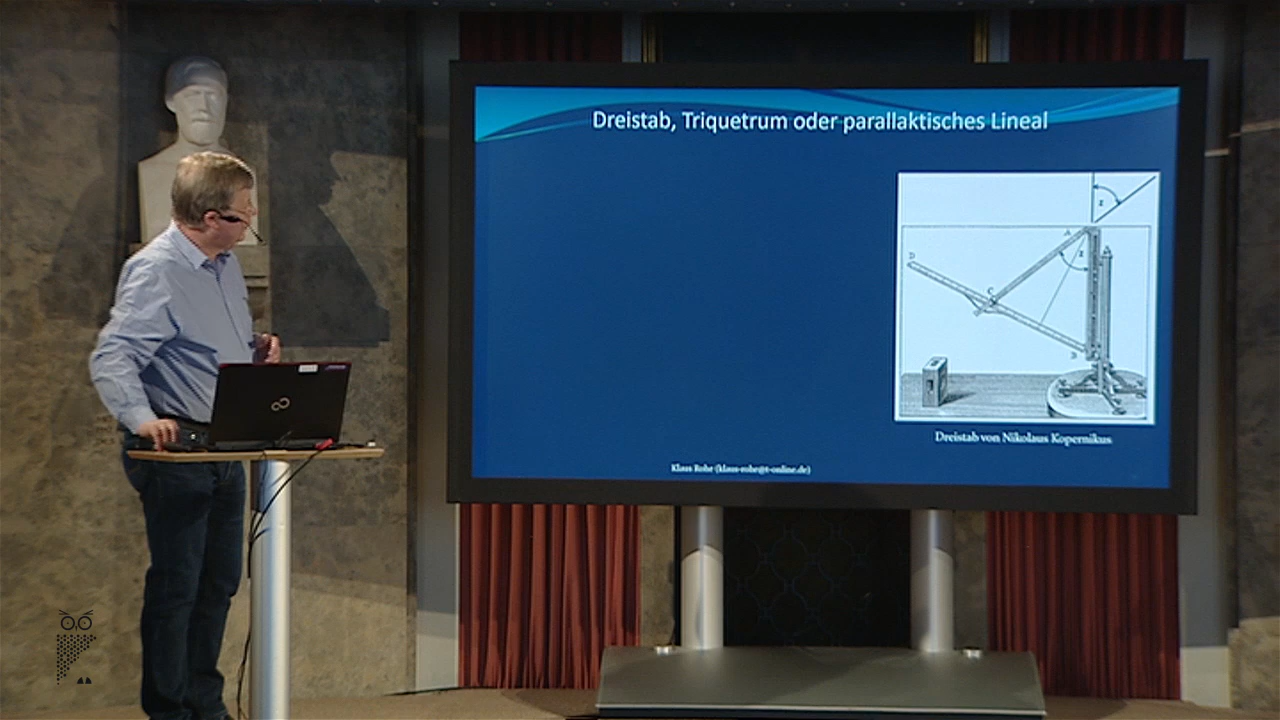 Dreistab, Triquetrum oder parallaktisches Lineal
z
A
D
z
C
B
Dreistab von Nikolaus Kopernikus
Klaus Rohr (klaus-rohr@t-online.de)